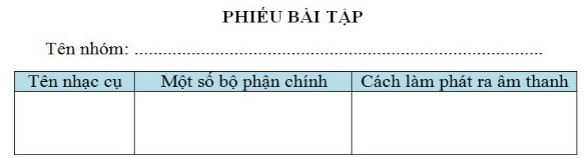 PHIẾU BÀI TẬP
Tên nhóm: ........................................................................
Tên nhạc cụ Một số bộ phận chính Cách làm phát ra âm thanh